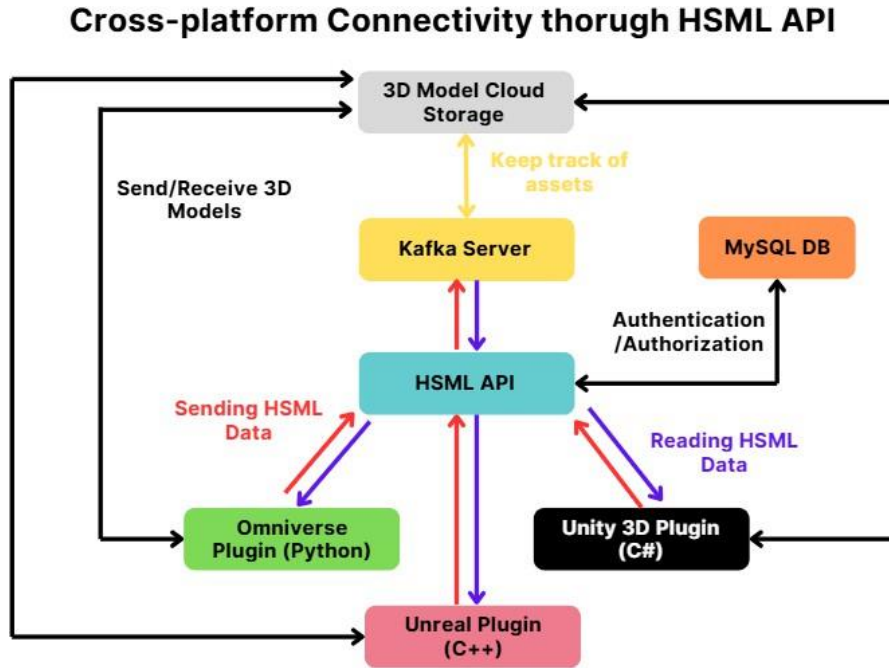 Cross-platform Connectivity thorugh HSML API
3D Model Cloud
Storage
Keep track of
assets
Send/Receive 3D
Models
Kafka Server
MySQL DB
Authentication
/Authorization
HSML API
Sending HSML
Data
Reading HSML
Data
Omniverse
Plugin (Python)
Unity 3D Plugin
(C#)
Unreal Plugin
(C++)